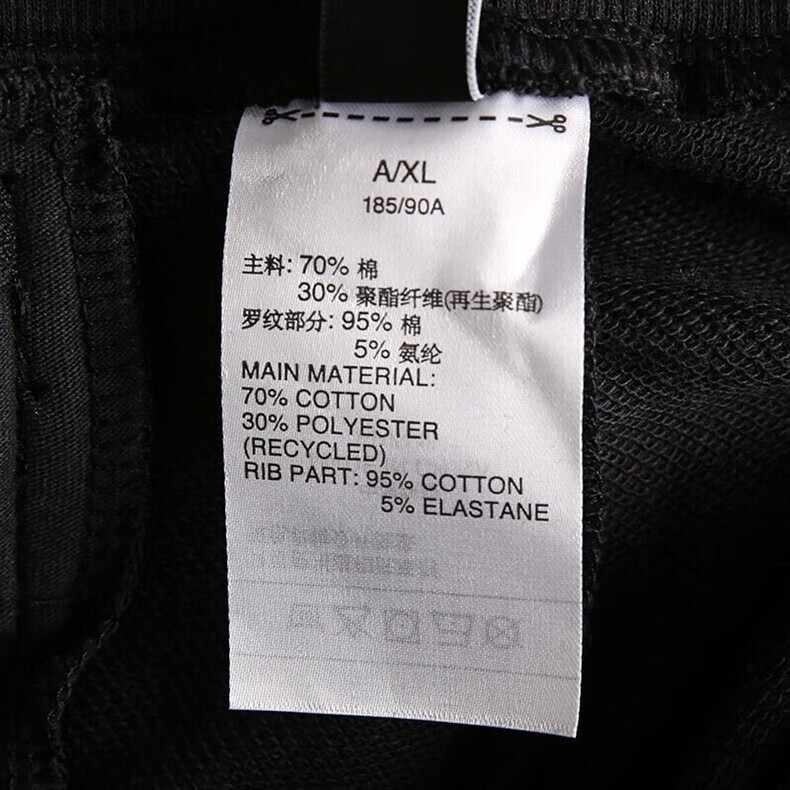 A/XL
185/90A
主料: 70% 棉
30% 聚酯纤维(再生聚酯)
罗纹部分: 95% 棉
5% 氨纶
MAIN MATERIAL:
70% COTTON
30% POLYESTER
(RECYCLED)
RIB PART: 95% COTTON
5% ELASTANE